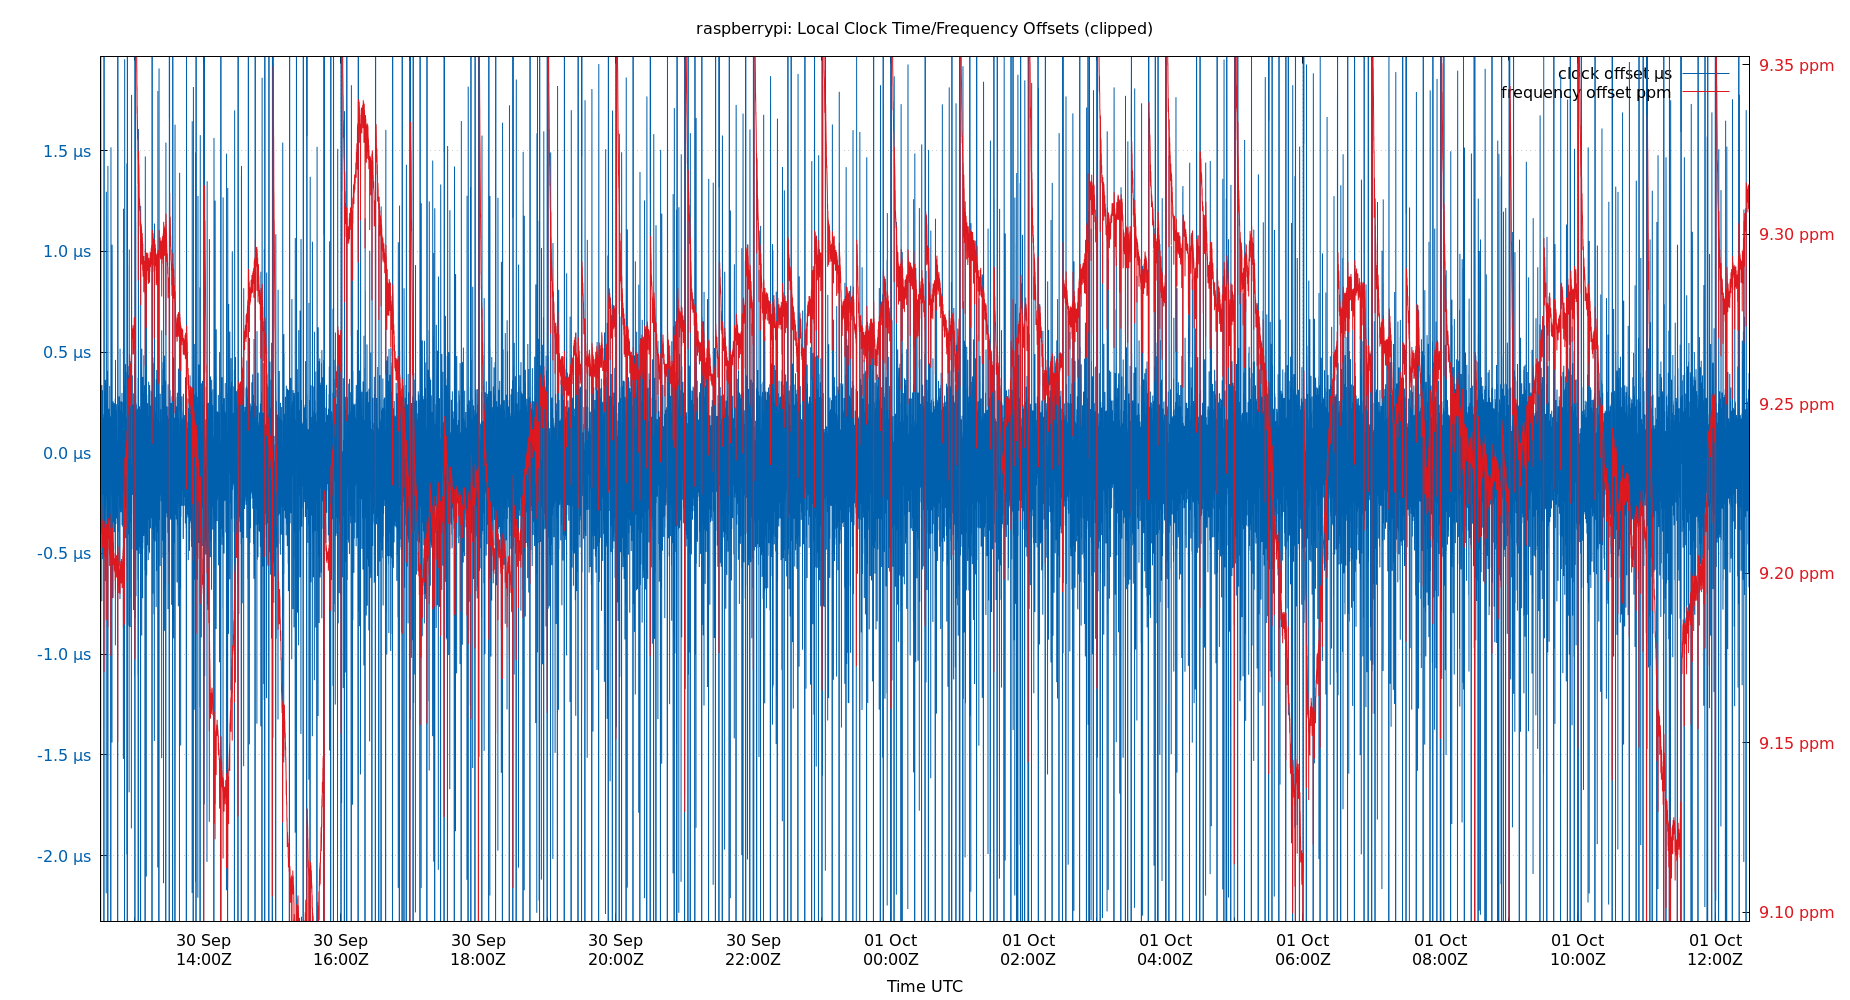 raspberrypi: Local Clock Time/Frequency Offsets (clipped)
clock offset µs
frequency offset ppm
1.5 µs
1.0 µs
0.5 µs
0.0 µs
-0.5 µs
-1.0 µs
-1.5 µs
-2.0 µs
9.35 ppm
9.30 ppm
9.25 ppm
9.20 ppm
9.15 ppm
9.10 ppm
30 Sep
14:00Z
30 Sep
16:00Z
30 Sep
18:00Z
30 Sep
20:00Z
30 Sep
22:00Z
01 Oct
00:00Z
01 Oct
02:00Z
01 Oct
04:00Z
01 Oct
06:00Z
01 Oct
08:00Z
01 Oct
10:00Z
01 Oct
12:00Z
Time UTC